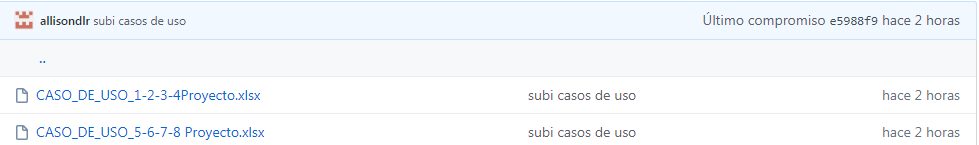 allisondlr subi casos de uso Último compromiso e5988f9 hace 2 horas
..
CASO_DE_USO_1-2-3-4Proyecto.xlsx subi casos de uso hace 2 horas
CASO_DE_USO_5-6-7-8 Proyecto.xlsx subi casos de uso hace 2 horas